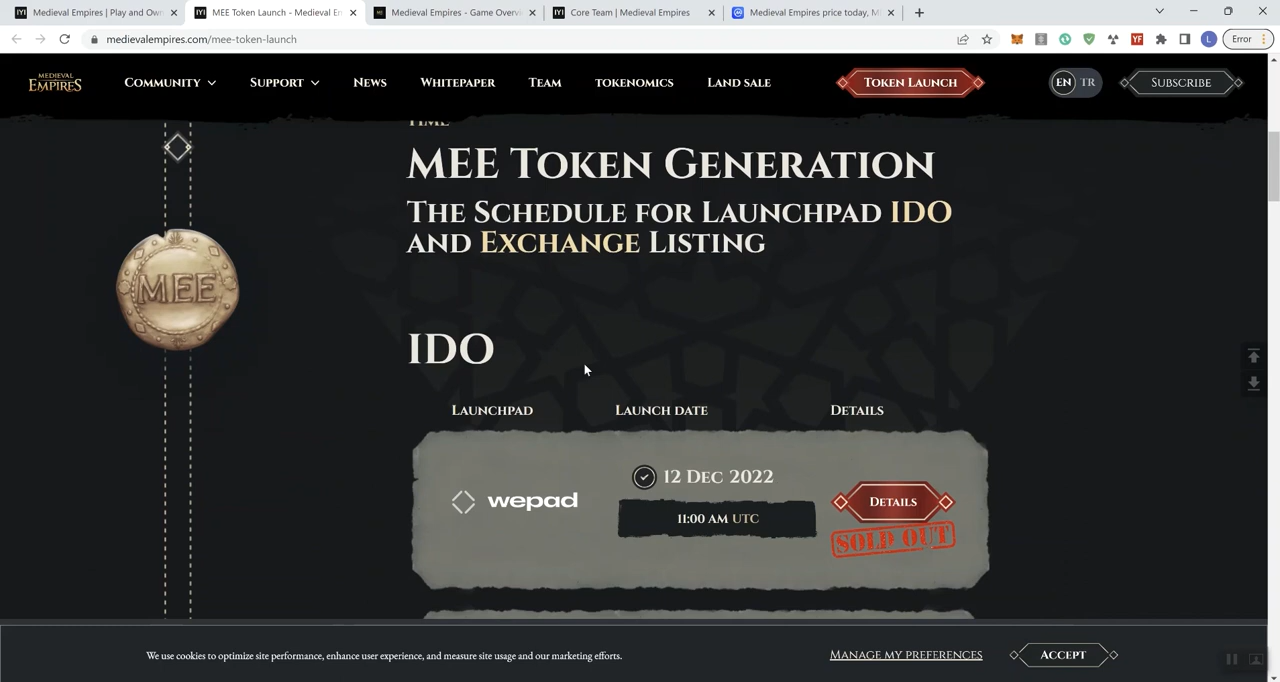 Medieval Empires | Play and Own
MEE Token Launch - Medieval En
Medieval Empires - Game Overvi
Core Team | Medieval Empires
Medieval Empires price today, M
medievalempires.com/mee-token-launch
YF
L
Error
MEDIEVAL
EMPIRES
COMMUNITY
SUPPORT
NEWS
WHITEPAPER
TEAM
TOKENOMICS
LAND SALE
TOKEN LAUNCH
EN
TR
SUBSCRIBE
TIME
MEE TOKEN GENERATION
THE SCHEDULE FOR LAUNCHPAD IDO
AND EXCHANGE LISTING
MEE
IDO
LAUNCHPAD
LAUNCH DATE
DETAILS
wepad
12 DEC 2022
11:00 AM UTC
DETAILS
SOLD OUT
We use cookies to optimize site performance, enhance user experience, and measure site usage and our marketing efforts.
MANAGE MY PREFERENCES
ACCEPT